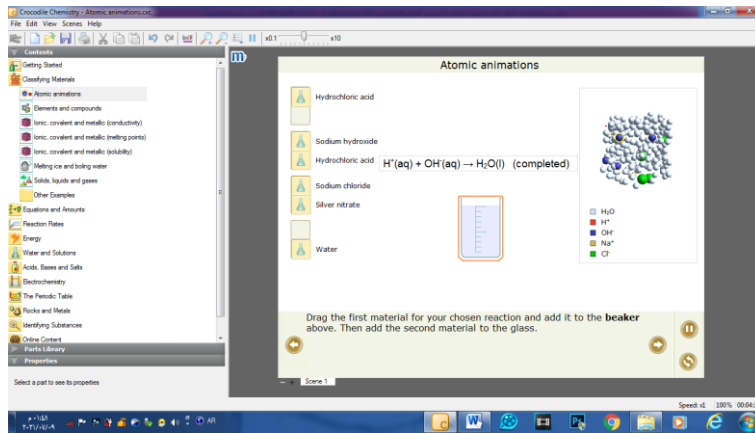 Crocodile Chemistry - Atomic animations.cxc
File Edit View Scenes Help
x0.1 x10
Contents
Getting Started
Classifying Materials
Atomic animations
Elements and compounds
Ionic, covalent and metallic (conductivity)
Ionic, covalent and metallic (melting points)
Ionic, covalent and metallic (solubility)
Melting ice and boiling water
Solids, liquids and gases
Other Examples
Equations and Amounts
Reaction Rates
Energy
Water and Solutions
Acids, Bases and Salts
Electrochemistry
The Periodic Table
Rocks and Metals
Identifying Substances
Online Content
Parts Library
Properties
Select a part to see its properties
m
Atomic animations
Hydrochloric acid
Sodium hydroxide
Hydrochloric acid
H⁺(aq) + OH⁻(aq) → H₂O(l) (completed)
Sodium chloride
Silver nitrate
Water
H₂O
H⁺
OH⁻
Na⁺
Cl⁻
Drag the first material for your chosen reaction and add it to the beaker
above. Then add the second material to the glass.
Scene 1
Speed: x1 100%
AR